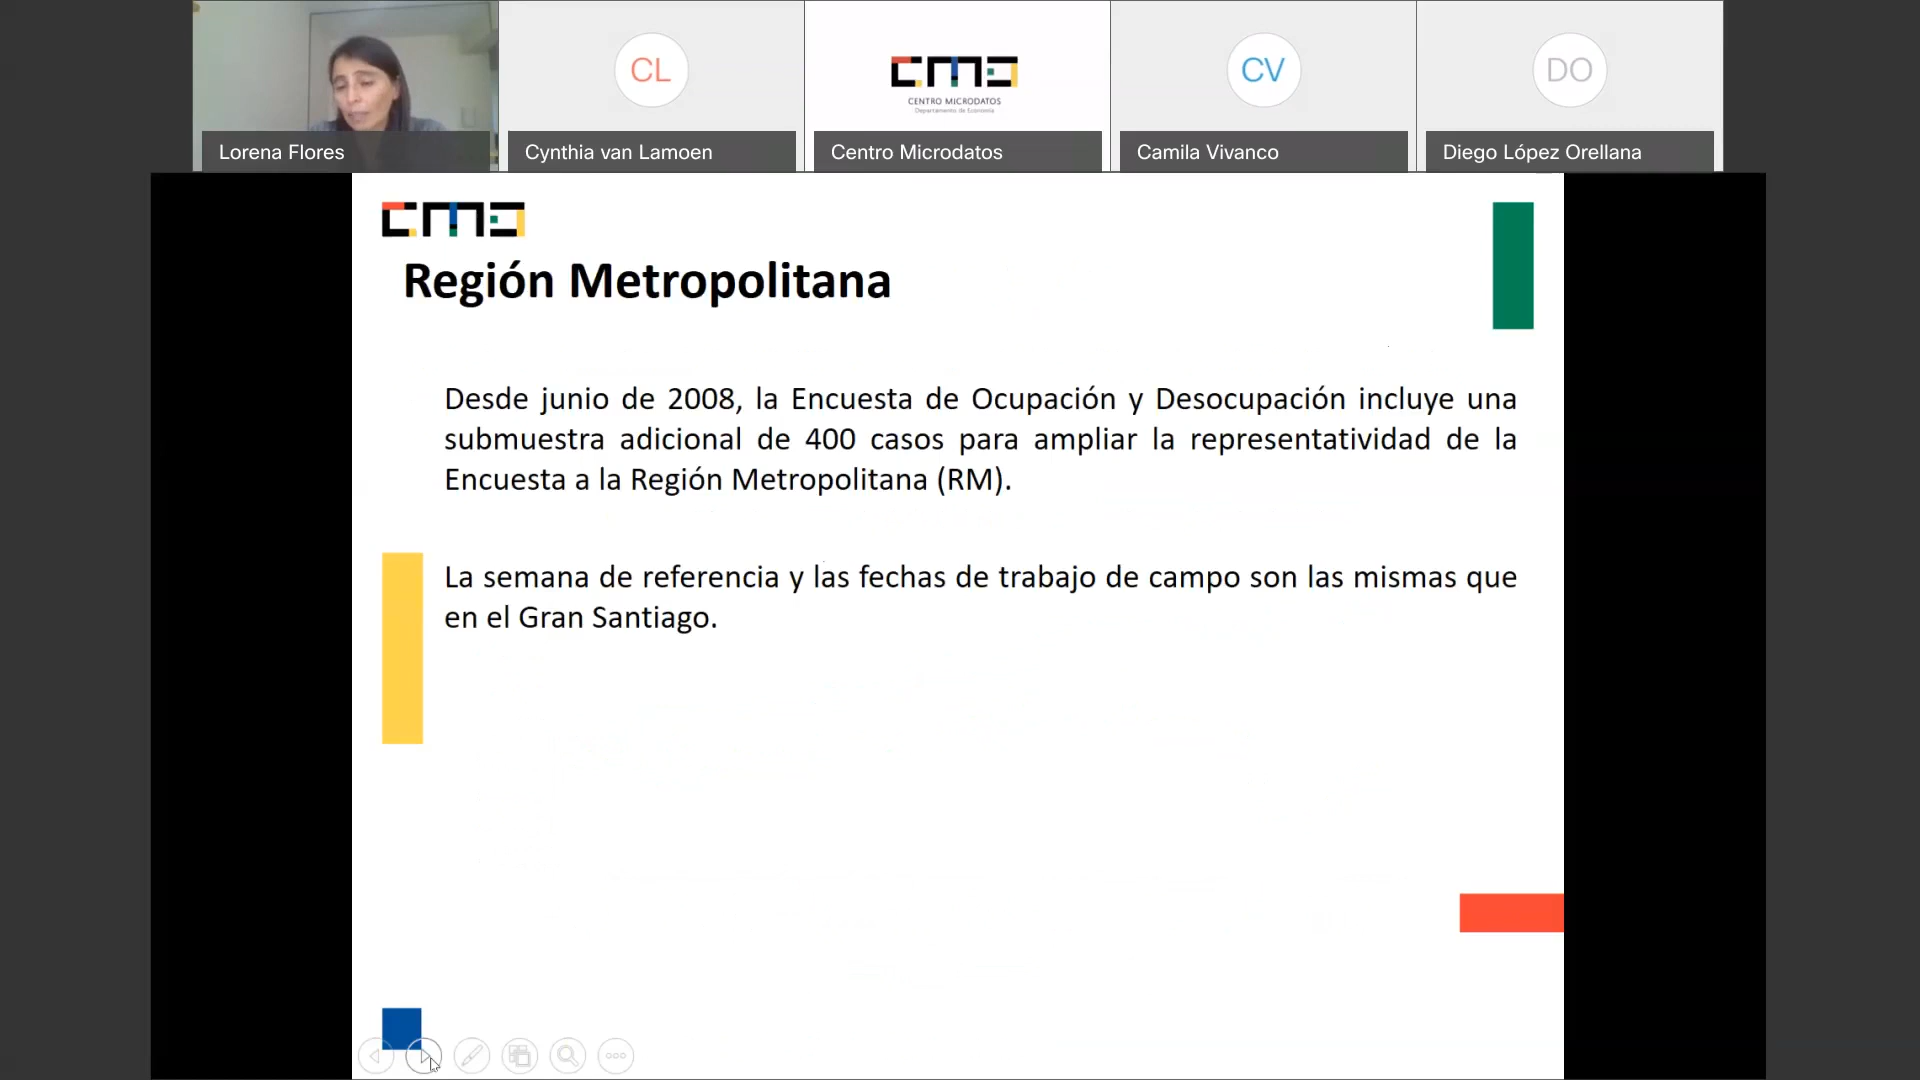 CL
CENTRO MICRODATOS
Departamento de Economía
CV
DO
Lorena Flores
Cynthia van Lamoen
Centro Microdatos
Camila Vivanco
Diego López Orellana
Región Metropolitana
Desde junio de 2008, la Encuesta de Ocupación y Desocupación incluye una
submuestra adicional de 400 casos para ampliar la representatividad de la
Encuesta a la Región Metropolitana (RM).
La semana de referencia y las fechas de trabajo de campo son las mismas que
en el Gran Santiago.